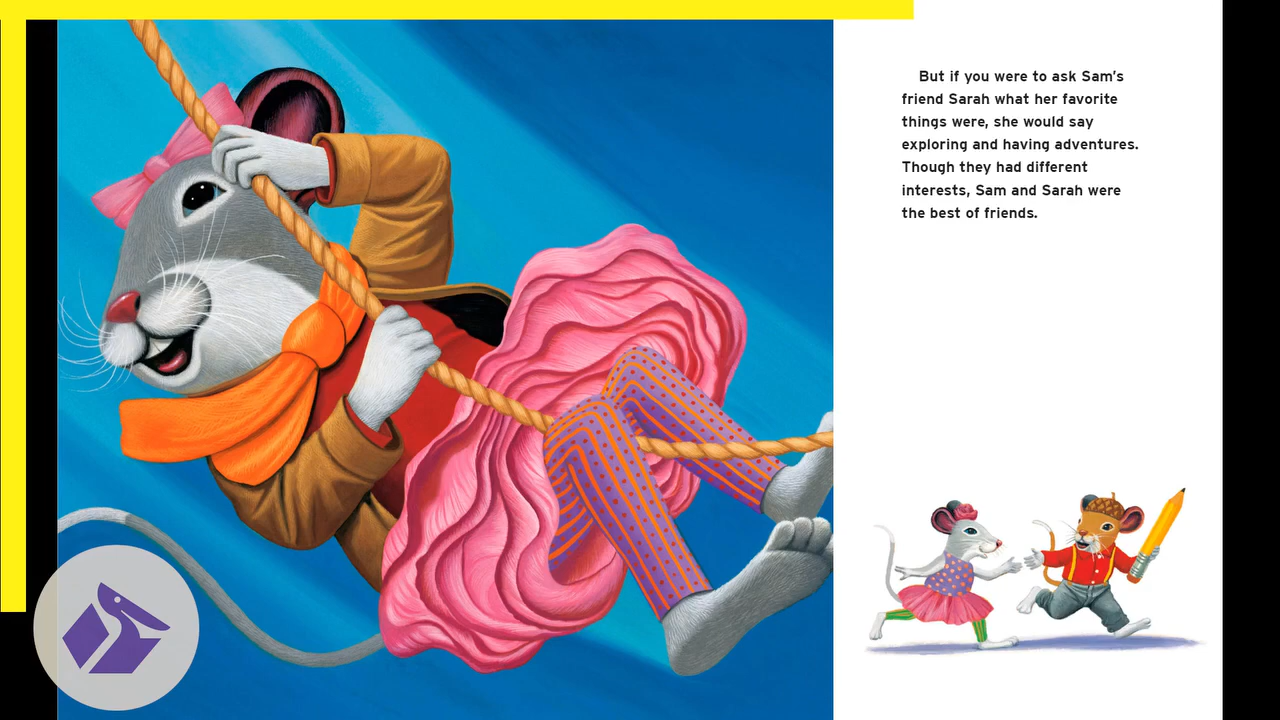 But if you were to ask Sam's
friend Sarah what her favorite
things were, she would say
exploring and having adventures.
Though they had different
interests, Sam and Sarah were
the best of friends.